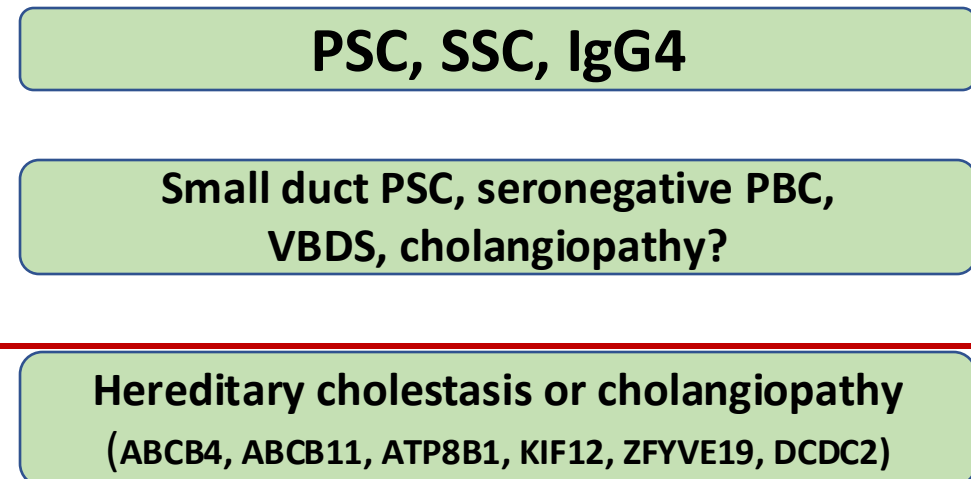 PSC, SSC, IgG4
Small duct PSC, seronegative PBC,
VBDS, cholangiopathy?
Hereditary cholestasis or cholangiopathy
(ABCB4, ABCB11, ATP8B1, KIF12, ZFYVE19, DCDC2)